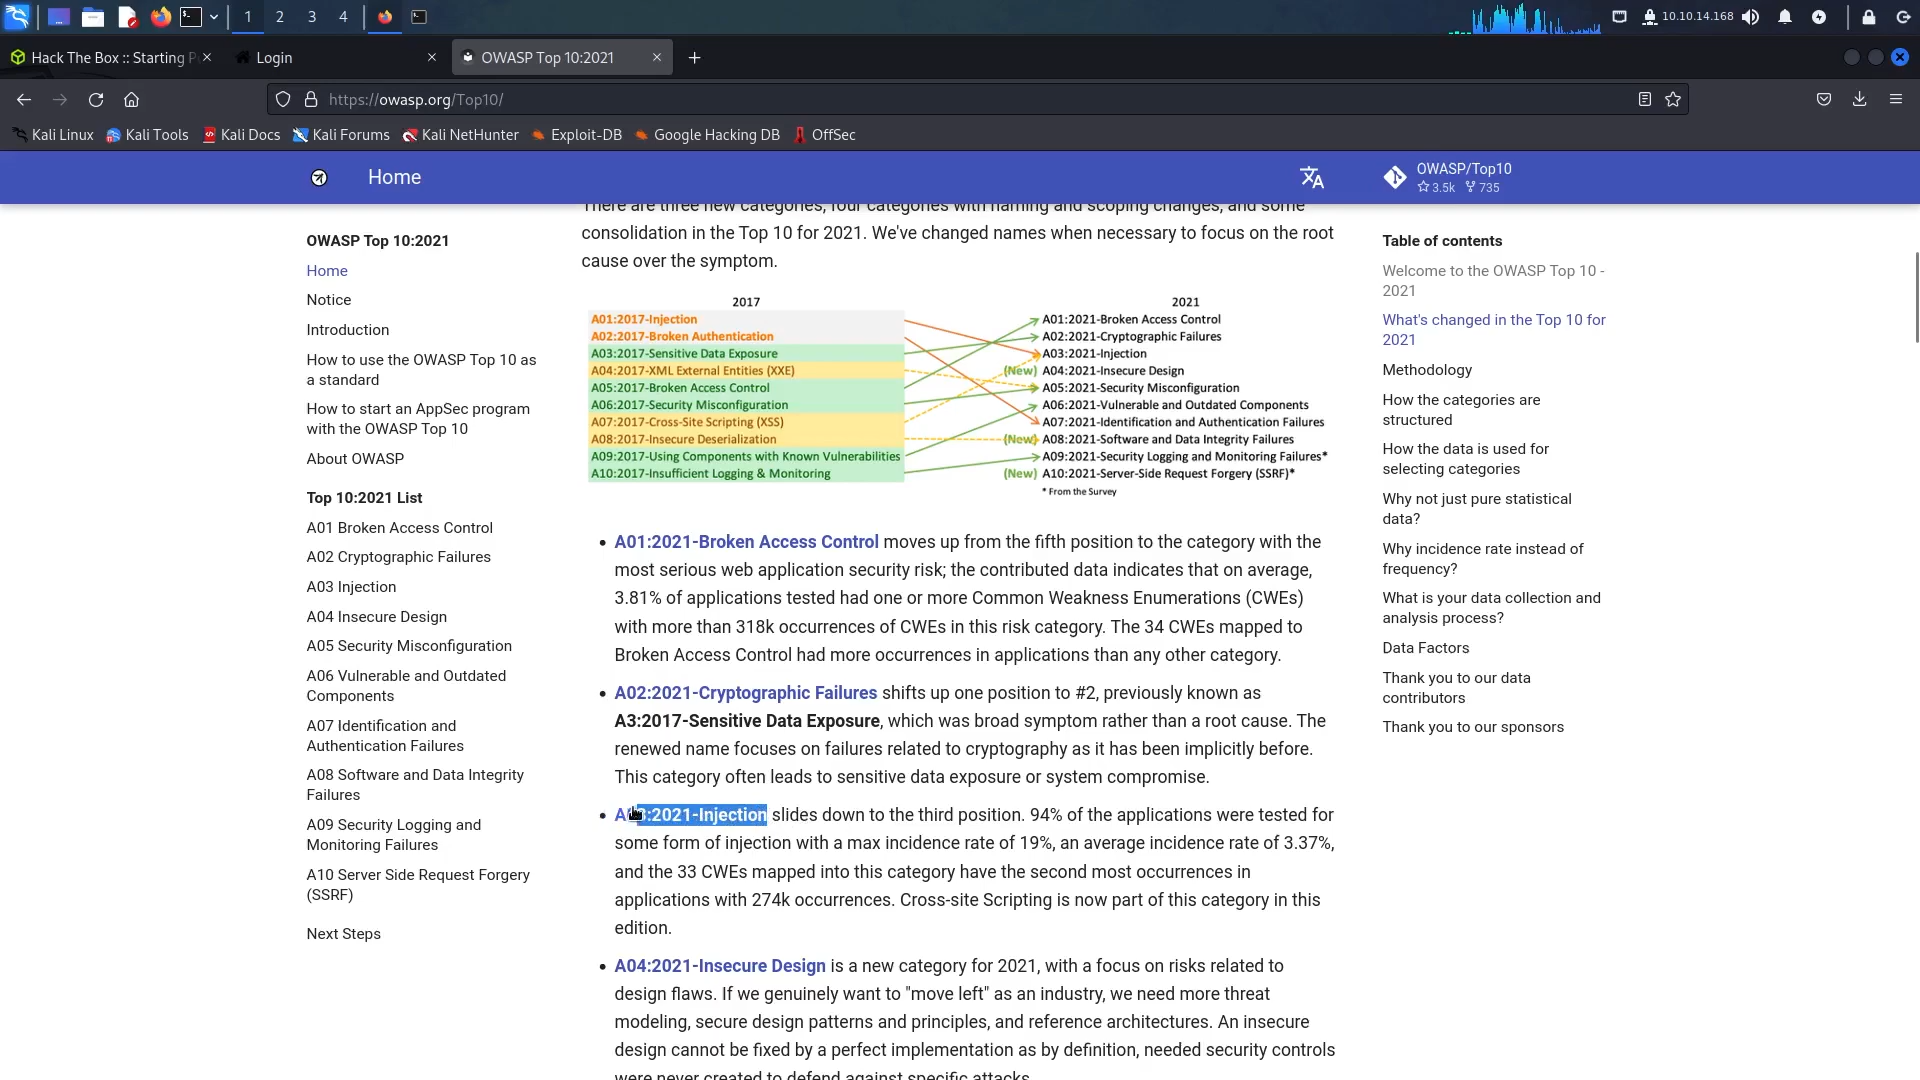 1
2
3
4
10.10.14.168
Hack The Box :: Starting P
Login
OWASP Top 10:2021
https://owasp.org/Top10/
Kali Linux
Kali Tools
Kali Docs
Kali Forums
Kali NetHunter
Exploit-DB
Google Hacking DB
OffSec
Home
OWASP/Top10
3.5k
735
OWASP Top 10:2021
Home
Notice
Introduction
How to use the OWASP Top 10 as
a standard
How to start an AppSec program
with the OWASP Top 10
About OWASP
Top 10:2021 List
A01 Broken Access Control
A02 Cryptographic Failures
A03 Injection
A04 Insecure Design
A05 Security Misconfiguration
A06 Vulnerable and Outdated
Components
A07 Identification and
Authentication Failures
A08 Software and Data Integrity
Failures
A09 Security Logging and
Monitoring Failures
A10 Server Side Request Forgery
(SSRF)
Next Steps
There are three new categories, four categories with naming and scoping changes, and some
consolidation in the Top 10 for 2021. We've changed names when necessary to focus on the root
cause over the symptom.
2017
A01:2017-Injection
A02:2017-Broken Authentication
A03:2017-Sensitive Data Exposure
A04:2017-XML External Entities (XXE)
A05:2017-Broken Access Control
A06:2017-Security Misconfiguration
A07:2017-Cross-Site Scripting (XSS)
A08:2017-Insecure Deserialization
A09:2017-Using Components with Known Vulnerabilities
A10:2017-Insufficient Logging & Monitoring
2021
A01:2021-Broken Access Control
A02:2021-Cryptographic Failures
A03:2021-Injection
(New) A04:2021-Insecure Design
A05:2021-Security Misconfiguration
A06:2021-Vulnerable and Outdated Components
A07:2021-Identification and Authentication Failures
(New) A08:2021-Software and Data Integrity Failures
A09:2021-Security Logging and Monitoring Failures*
(New) A10:2021-Server-Side Request Forgery (SSRF)*
* From the Survey
A01:2021-Broken Access Control moves up from the fifth position to the category with the
most serious web application security risk; the contributed data indicates that on average,
3.81% of applications tested had one or more Common Weakness Enumerations (CWEs)
with more than 318k occurrences of CWEs in this risk category. The 34 CWEs mapped to
Broken Access Control had more occurrences in applications than any other category.
A02:2021-Cryptographic Failures shifts up one position to #2, previously known as
A3:2017-Sensitive Data Exposure, which was broad symptom rather than a root cause. The
renewed name focuses on failures related to cryptography as it has been implicitly before.
This category often leads to sensitive data exposure or system compromise.
A03:2021-Injection slides down to the third position. 94% of the applications were tested for
some form of injection with a max incidence rate of 19%, an average incidence rate of 3.37%,
and the 33 CWEs mapped into this category have the second most occurrences in
applications with 274k occurrences. Cross-site Scripting is now part of this category in this
edition.
A04:2021-Insecure Design is a new category for 2021, with a focus on risks related to
design flaws. If we genuinely want to "move left" as an industry, we need more threat
modeling, secure design patterns and principles, and reference architectures. An insecure
design cannot be fixed by a perfect implementation as by definition, needed security controls
were never created to defend against specific attacks.
Table of contents
Welcome to the OWASP Top 10 -
2021
What's changed in the Top 10 for
2021
Methodology
How the categories are
structured
How the data is used for
selecting categories
Why not just pure statistical
data?
Why incidence rate instead of
frequency?
What is your data collection and
analysis process?
Data Factors
Thank you to our data
contributors
Thank you to our sponsors